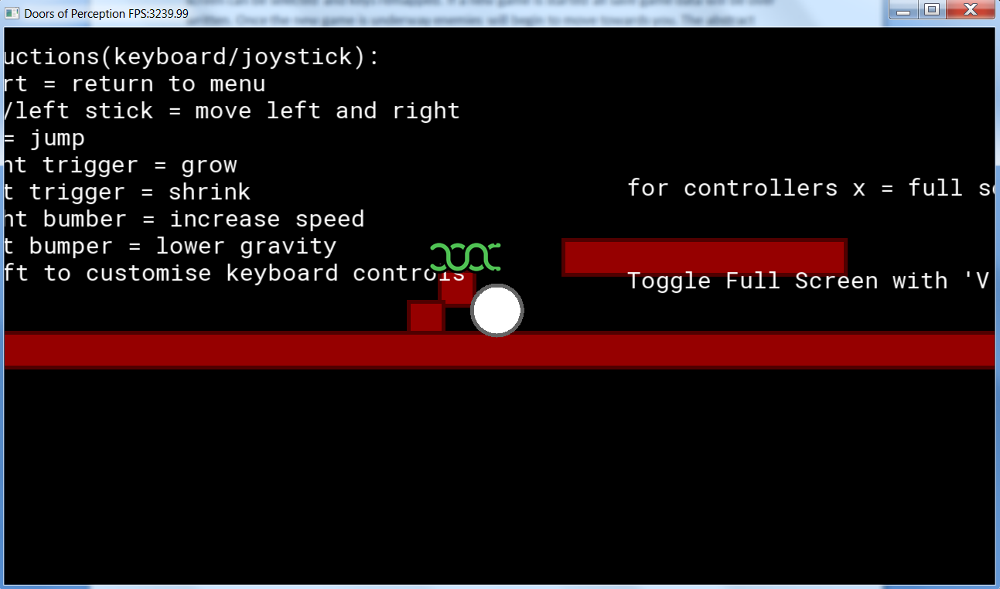 Doors of Perception FPS:3239.99
uctions(keyboard/joystick):
rt = return to menu
/left stick = move left and right
= jump
ht trigger = grow
t trigger = shrink
ht bumber = increase speed
t bumper = lower gravity
ft to customise keyboard controls
for controllers x = full s
Toggle Full Screen with 'V